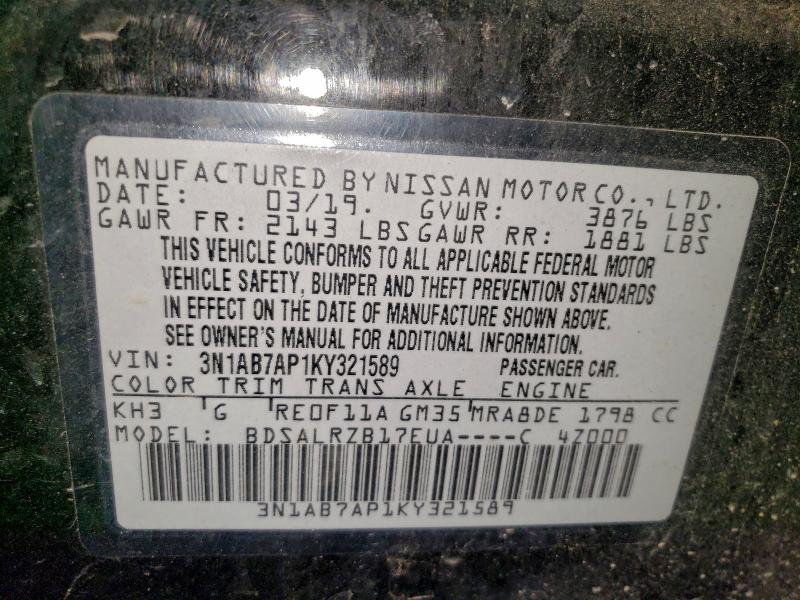 MANUFACTURED BY NISSAN MOTOR CO., LTD.
DATE: 03/19. GVWR: 3876 LBS
GAWR FR: 2143 LBS GAWR RR: 1881 LBS
THIS VEHICLE CONFORMS TO ALL APPLICABLE FEDERAL MOTOR
VEHICLE SAFETY, BUMPER AND THEFT PREVENTION STANDARDS
IN EFFECT ON THE DATE OF MANUFACTURE SHOWN ABOVE.
SEE OWNER'S MANUAL FOR ADDITIONAL INFORMATION.
VIN: 3N1AB7AP1KY321589 PASSENGER CAR.
COLOR TRIM TRANS AXLE ENGINE
KH3 G RE0F11A GM35 MRA8DE 1798 CC
MODEL: BDSALRZB17EUA----C 4Z000
3N1AB7AP1KY321589